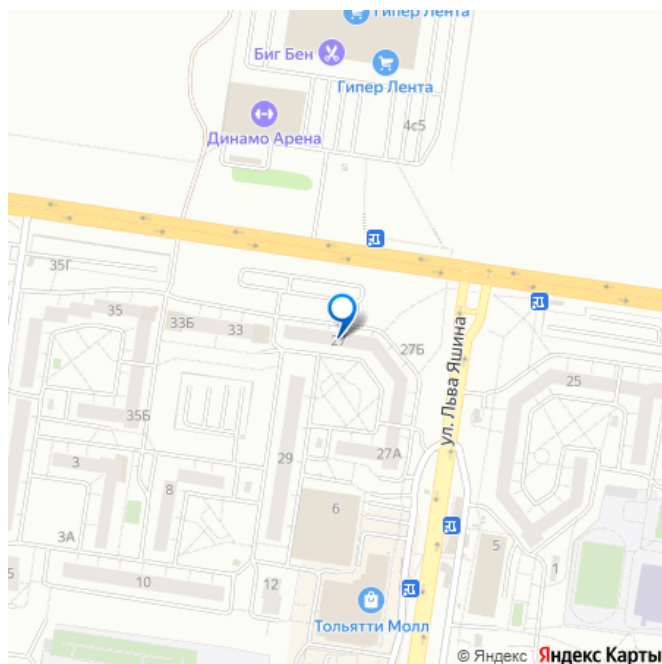 Гипер Лента
Биг Бен
Гипер Лента
4с5
Динамо Арена
35Г
35
33Б
33
27
27Б
ул. Льва Яшина
25
35Б
27А
3
8
29
6
3А
5
10
12
5
1
Тольятти Молл
© Яндекс Яндекс Карты